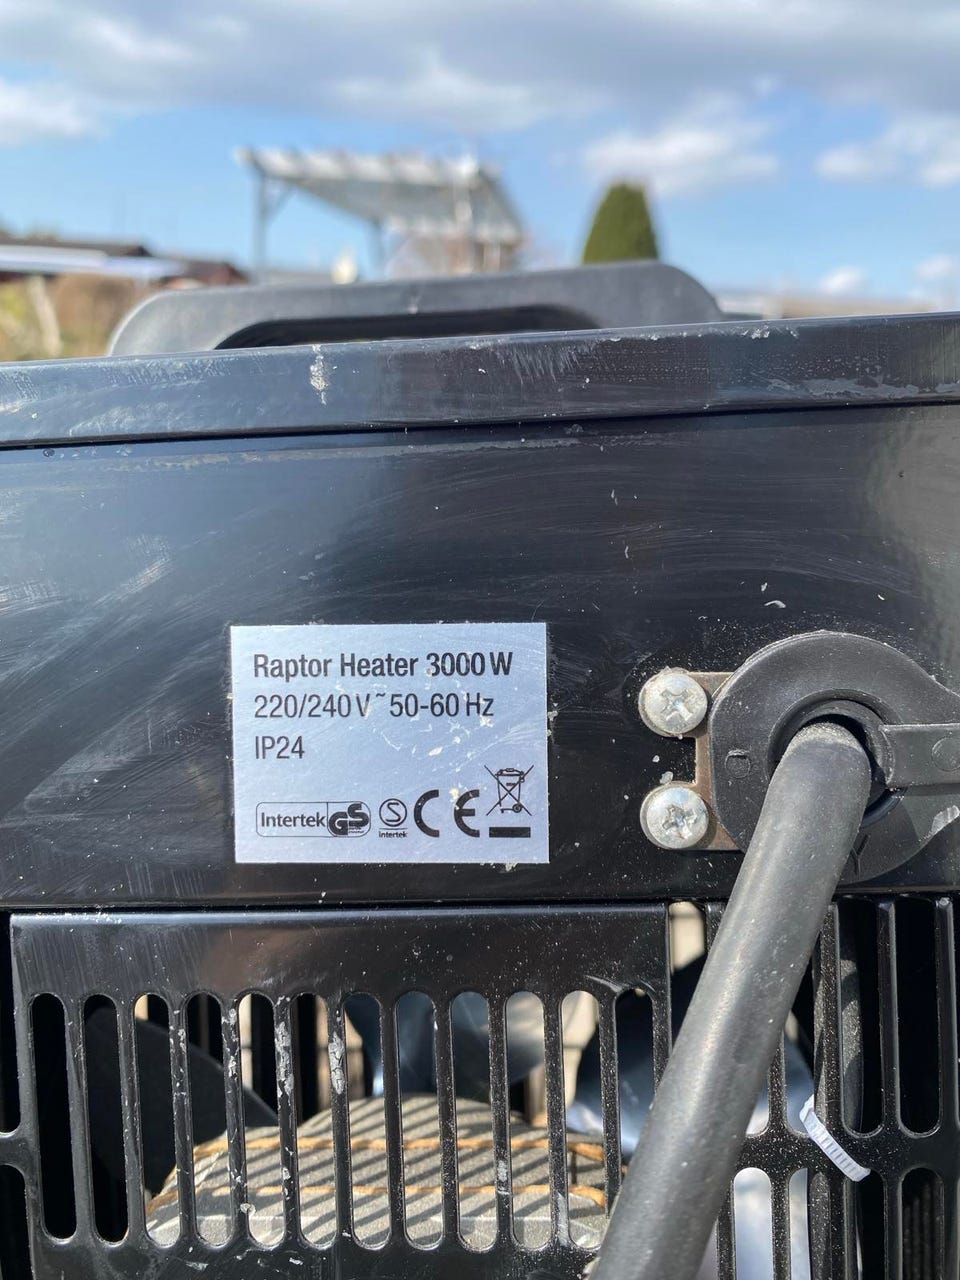 Raptor Heater 3000 W
220/240 V ~ 50-60 Hz
IP24
Intertek GS S Intertek CE